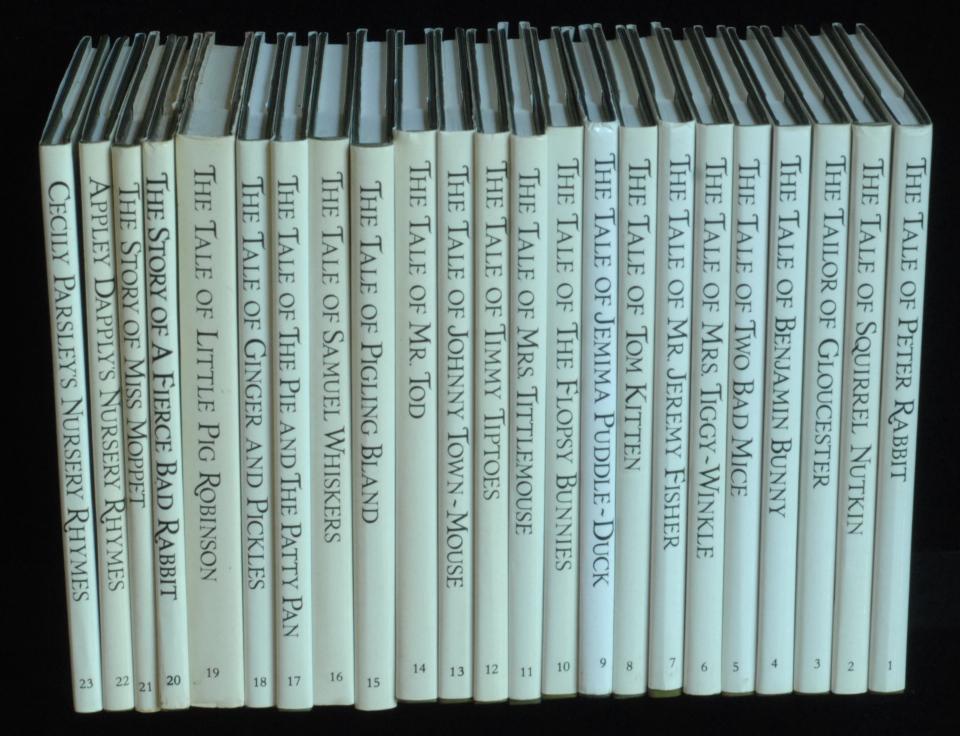 CECILY PARSLEY'S NURSERY RHYMES
23
APPLEY DAPPLY'S NURSERY RHYMES
22
THE STORY OF MISS MOPPET
21
THE STORY OF A FIERCE BAD RABBIT
20
THE TALE OF LITTLE PIG ROBINSON
19
THE TALE OF GINGER AND PICKLES
18
THE TALE OF THE PIE AND THE PATTY PAN
17
THE TALE OF SAMUEL WHISKERS
16
THE TALE OF PIGLING BLAND
15
THE TALE OF MR. TOD
14
THE TALE OF JOHNNY TOWN-MOUSE
13
THE TALE OF TIMMY TIPTOES
12
THE TALE OF MRS. TITTLEMOUSE
11
THE TALE OF THE FLOPSY BUNNIES
10
THE TALE OF JEMIMA PUDDLE-DUCK
9
THE TALE OF TOM KITTEN
8
THE TALE OF MR. JEREMY FISHER
7
THE TALE OF MRS. TIGGY-WINKLE
6
THE TALE OF TWO BAD MICE
5
THE TALE OF BENJAMIN BUNNY
4
THE TAILOR OF GLOUCESTER
3
THE TALE OF SQUIRREL NUTKIN
2
THE TALE OF PETER RABBIT
1